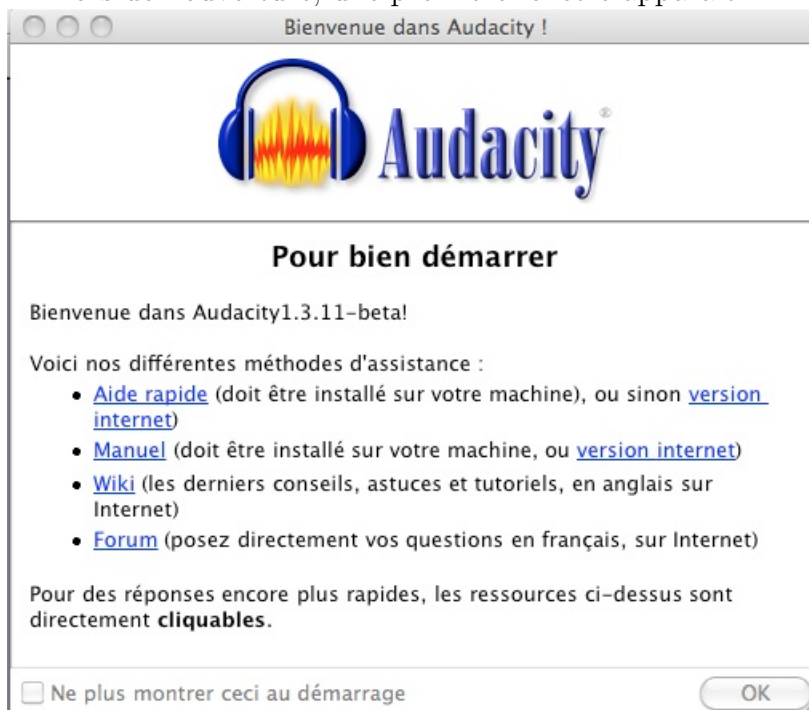 Bienvenue dans Audacity !
Audacity®
Pour bien démarrer
Bienvenue dans Audacity1.3.11-beta!
Voici nos différentes méthodes d'assistance :
• Aide rapide (doit être installé sur votre machine), ou sinon version
internet)
• Manuel (doit être installé sur votre machine, ou version internet)
• Wiki (les derniers conseils, astuces et tutoriels, en anglais sur
Internet)
• Forum (posez directement vos questions en français, sur Internet)
Pour des réponses encore plus rapides, les ressources ci-dessus sont
directement cliquables.
Ne plus montrer ceci au démarrage
OK